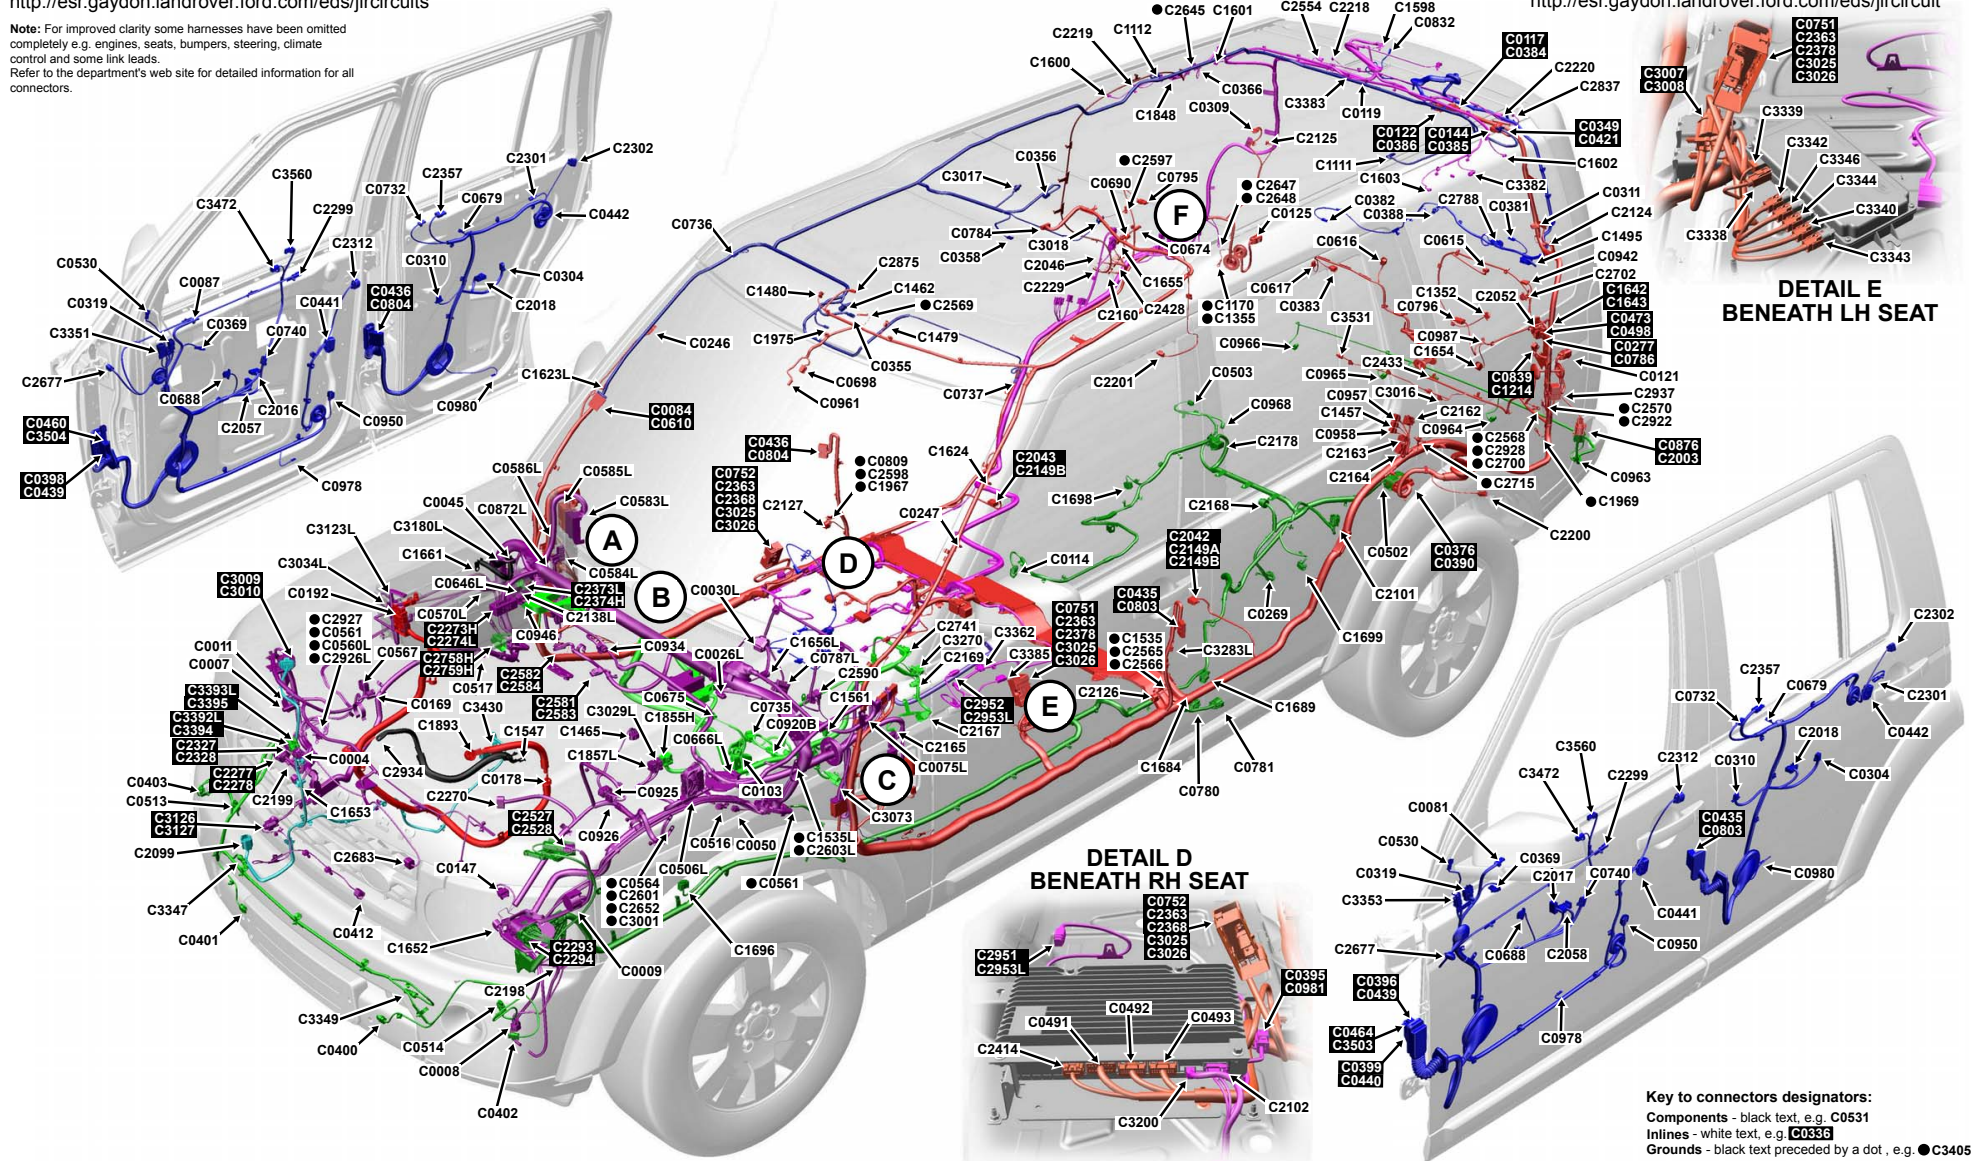 http://esr.gaydon.landrover.ford.com/eds/jlrcircuits
http://esr.gaydon.landrover.ford.com/eds/jlrcircuit
Note: For improved clarity some harnesses have been omitted
completely e.g. engines, seats, bumpers, steering, climate
control and some link leads.
Refer to the department's web site for detailed information for all
connectors.
C3560
C3472
C2299
C2312
C0530
C0087
C0319
C0441
C3351
C0369
C0740
C2677
C0688
C2016
C2057
C0950
C0460
C3504
C0398
C0439
C0978
C0732
C2357
C2301
C2302
C0679
C0442
C0310
C0304
C2018
C0436
C0804
C0980
C2645
C1601
C1112
C2219
C1600
C2554
C2218
C1598
C0832
C0117
C0384
C2220
C2837
C0366
C1848
C0309
C3383
C0119
C2125
C0122
C0386
C0144
C0385
C0349
C0421
C1111
C1602
C1603
C3382
C0356
C3017
C2597
C0690
C0795
F
C2647
C2648
C0125
C0382
C0388
C2788
C0381
C0311
C2124
C0736
C0784
C3018
C0358
C0674
C2046
C2229
C1655
C2160
C2428
C0616
C0615
C1495
C0942
C2702
C0617
C0383
C1352
C2052
C1642
C1643
C0796
C0473
C0498
C0277
C0786
C2875
C1480
C1462
C2569
C1975
C1479
C0355
C0246
C0698
C0961
C0737
C1170
C1355
C0966
C3531
C0987
C1654
C2433
C0839
C1214
C0121
C2201
C0503
C0965
C0957
C3016
C2937
C1457
C2162
C2570
C2922
C0968
C0958
C0964
C2568
C2928
C2700
C2178
C2163
C0876
C2003
C2164
C2715
C0963
C1969
C2200
C1623L
C0084
C0610
C0436
C0804
C0809
C2598
C1967
C0752
C2363
C2368
C3025
C3026
C2127
C1624
C2043
C2149B
C1698
C0247
C2168
C0114
C0502
C0376
C0390
C2042
C2149A
C2149B
C0269
C2101
C1699
C0586L
C0585L
C0045
C0872L
C0583L
C3123L
C3180L
C1661
A
C3034L
C0584L
C0192
C0646L
C2373L
C2374H
B
C3009
C3010
C0570L
C2138L
C0030L
D
C2927
C0561
C0560L
C2926L
C2273H
C2274L
C0946
C0011
C0007
C0567
C2758H
C2759H
C0934
C0517
C2582
C2584
C0026L
C1656L
C0787L
C2590
C2741
C3270
C2169
C3362
C3385
C0751
C2363
C2378
C3025
C3026
C0435
C0803
C1535
C2565
C2566
C3283L
C2126
C3393L
C3395
C3392L
C3394
C0169
C3430
C2581
C2583
C0675
C1561
C2952
C2953L
E
C1689
C2327
C2328
C1893
C1547
C3029L
C1855H
C0735
C0920B
C2167
C1465
C0666L
C2165
C0004
C2277
C2278
C2934
C0178
C1857L
C0075L
C
C1684
C0781
C0780
C0403
C0513
C2199
C1653
C2270
C0925
C0103
C3073
C3126
C3127
C2527
C2528
C0926
C0516
C0050
C1535L
C2603L
C2099
C2683
C0147
C0506L
C0561
C0564
C2601
C2652
C3001
C3347
C0401
C0412
C1652
C1696
C2293
C2294
C0009
C2198
C3349
C0400
C0514
C0008
C0402
C0751
C2363
C2378
C3025
C3026
C3007
C3008
C3339
C3342
C3346
C3344
C3340
C3338
C3343
DETAIL E
BENEATH LH SEAT
DETAIL D
BENEATH RH SEAT
C0752
C2363
C2368
C3025
C3026
C2951
C2953L
C0395
C0981
C0491
C0492
C0493
C2414
C3200
C2102
C2302
C2357
C0732
C0679
C2301
C0442
C3560
C2312
C2018
C3472
C2299
C0310
C0304
C0081
C0435
C0803
C0530
C0369
C2017
C0740
C0319
C0980
C3353
C0441
C2677
C0688
C2058
C0950
C0396
C0439
C0978
C0464
C3503
C0399
C0440
Key to connectors designators:
Components - black text, e.g. C0531
Inlines - white text, e.g. C0336
Grounds - black text preceded by a dot , e.g. ●C3405